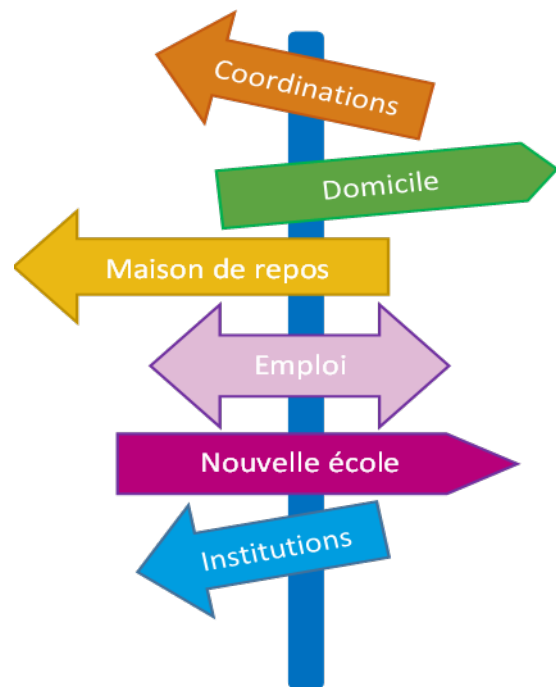 Coordinations
Domicile
Maison de repos
Emploi
Nouvelle école
Institutions